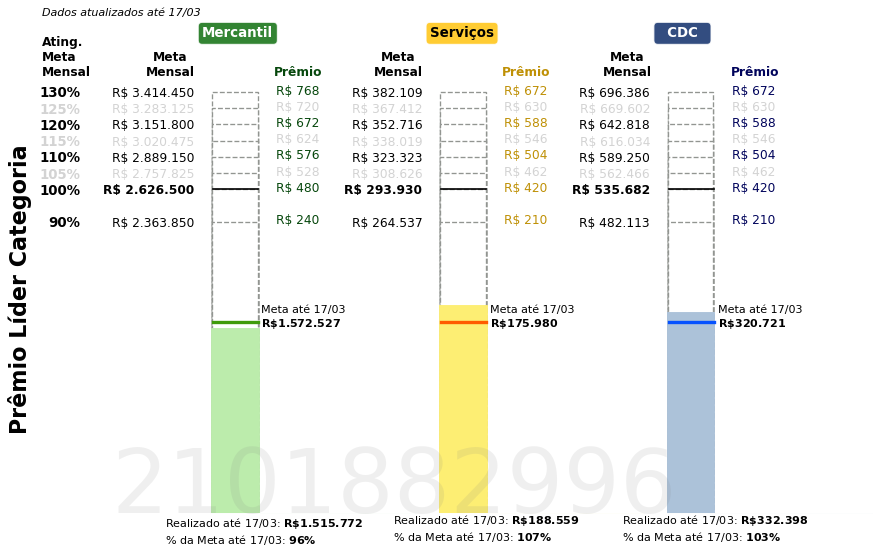 Dados atualizados até 17/03
Mercantil Serviços CDC
Ating. Meta Mensal Meta Mensal Prêmio Meta Mensal Prêmio Meta Mensal Prêmio
130% R$ 3.414.450 R$ 768 R$ 382.109 R$ 672 R$ 696.386 R$ 672
125% R$ 3.283.125 R$ 720 R$ 367.412 R$ 630 R$ 669.602 R$ 630
120% R$ 3.151.800 R$ 672 R$ 352.716 R$ 588 R$ 642.818 R$ 588
115% R$ 3.020.475 R$ 624 R$ 338.019 R$ 546 R$ 616.034 R$ 546
110% R$ 2.889.150 R$ 576 R$ 323.323 R$ 504 R$ 589.250 R$ 504
105% R$ 2.757.825 R$ 528 R$ 308.626 R$ 462 R$ 562.466 R$ 462
100% R$ 2.626.500 R$ 480 R$ 293.930 R$ 420 R$ 535.682 R$ 420
90% R$ 2.363.850 R$ 240 R$ 264.537 R$ 210 R$ 482.113 R$ 210
Prêmio Líder Categoria
Meta até 17/03 Meta até 17/03 Meta até 17/03
R$1.572.527 R$175.980 R$320.721
2101882996
Realizado até 17/03: R$1.515.772 Realizado até 17/03: R$188.559 Realizado até 17/03: R$332.398
% da Meta até 17/03: 96% % da Meta até 17/03: 107% % da Meta até 17/03: 103%